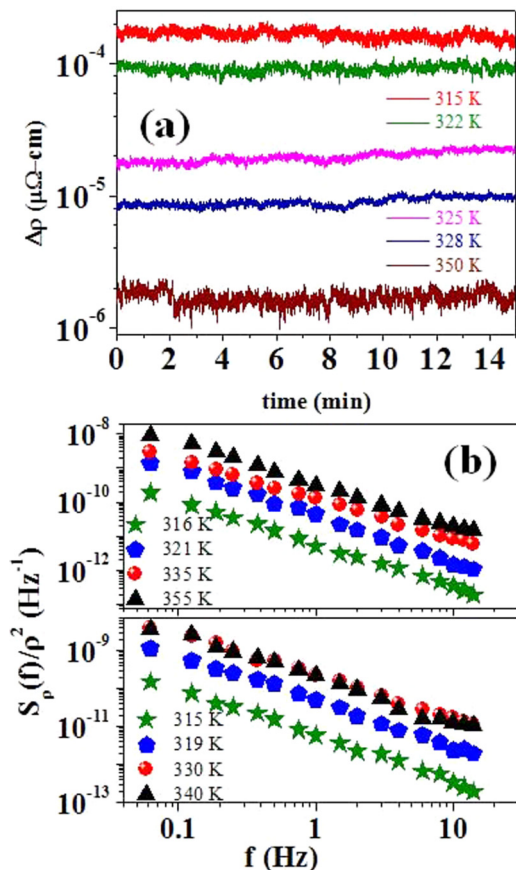 10⁻⁴
(a)
315 K
322 K
Δρ (μΩ–cm)
10⁻⁵
325 K
328 K
350 K
10⁻⁶
0 2 4 6 8 10 12 14
time (min)
10⁻⁸
(b)
10⁻¹⁰
316 K
321 K
10⁻¹²
335 K
355 K
Sρ(f)/ρ² (Hz⁻¹)
10⁻⁹
10⁻¹¹
315 K
319 K
330 K
10⁻¹³
340 K
0.1 1 10
f (Hz)